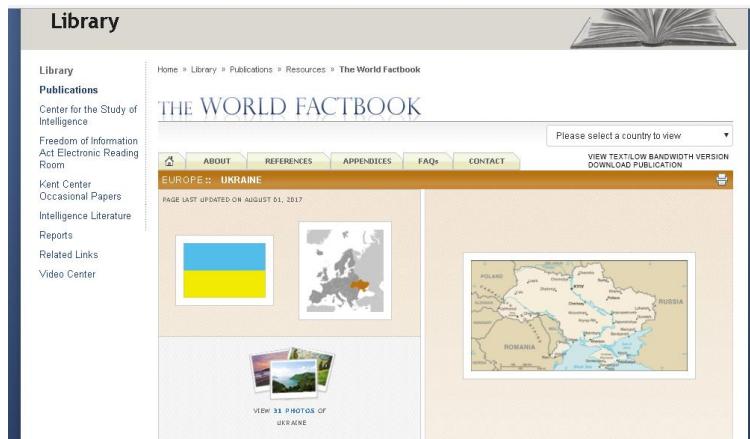 Library
Library
Publications
Center for the Study of
Intelligence
Freedom of Information
Act Electronic Reading
Room
Kent Center
Occasional Papers
Intelligence Literature
Reports
Related Links
Video Center
Home » Library » Publications » Resources » The World Factbook
THE WORLD FACTBOOK
Please select a country to view
ABOUT REFERENCES APPENDICES FAQs CONTACT
VIEW TEXT/LOW BANDWIDTH VERSION
DOWNLOAD PUBLICATION
EUROPE :: UKRAINE
PAGE LAST UPDATED ON AUGUST 01, 2017
POLAND
RUSSIA
ROMANIA
VIEW 31 PHOTOS OF
UKRAINE